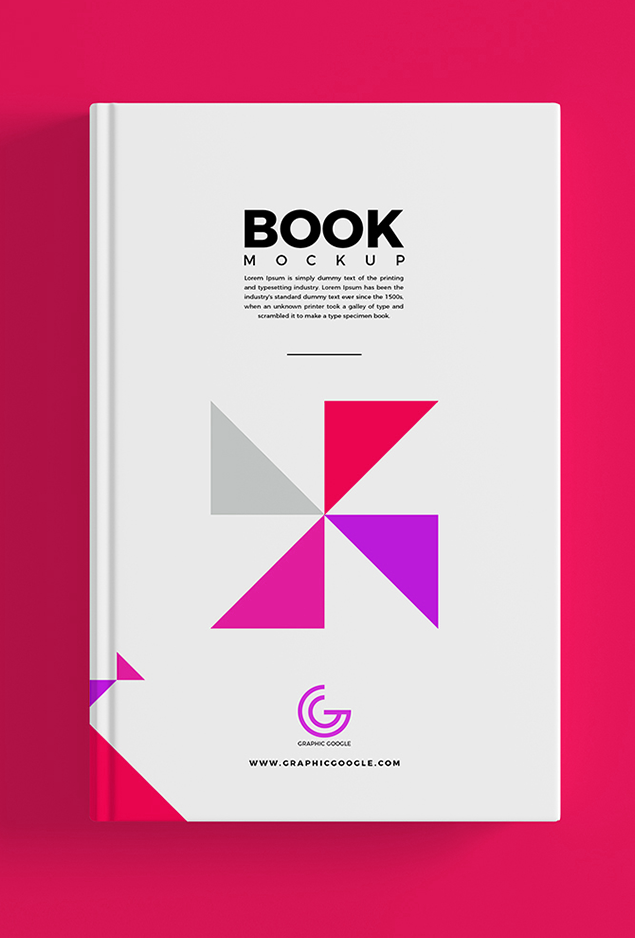 BOOK
MOCKUP
Lorem Ipsum is simply dummy text of the printing
and typesetting industry. Lorem Ipsum has been the
industry's standard dummy text ever since the 1500s,
when an unknown printer took a galley of type and
scrambled it to make a type specimen book.
GRAPHIC GOOGLE
WWW.GRAPHICGOOGLE.COM